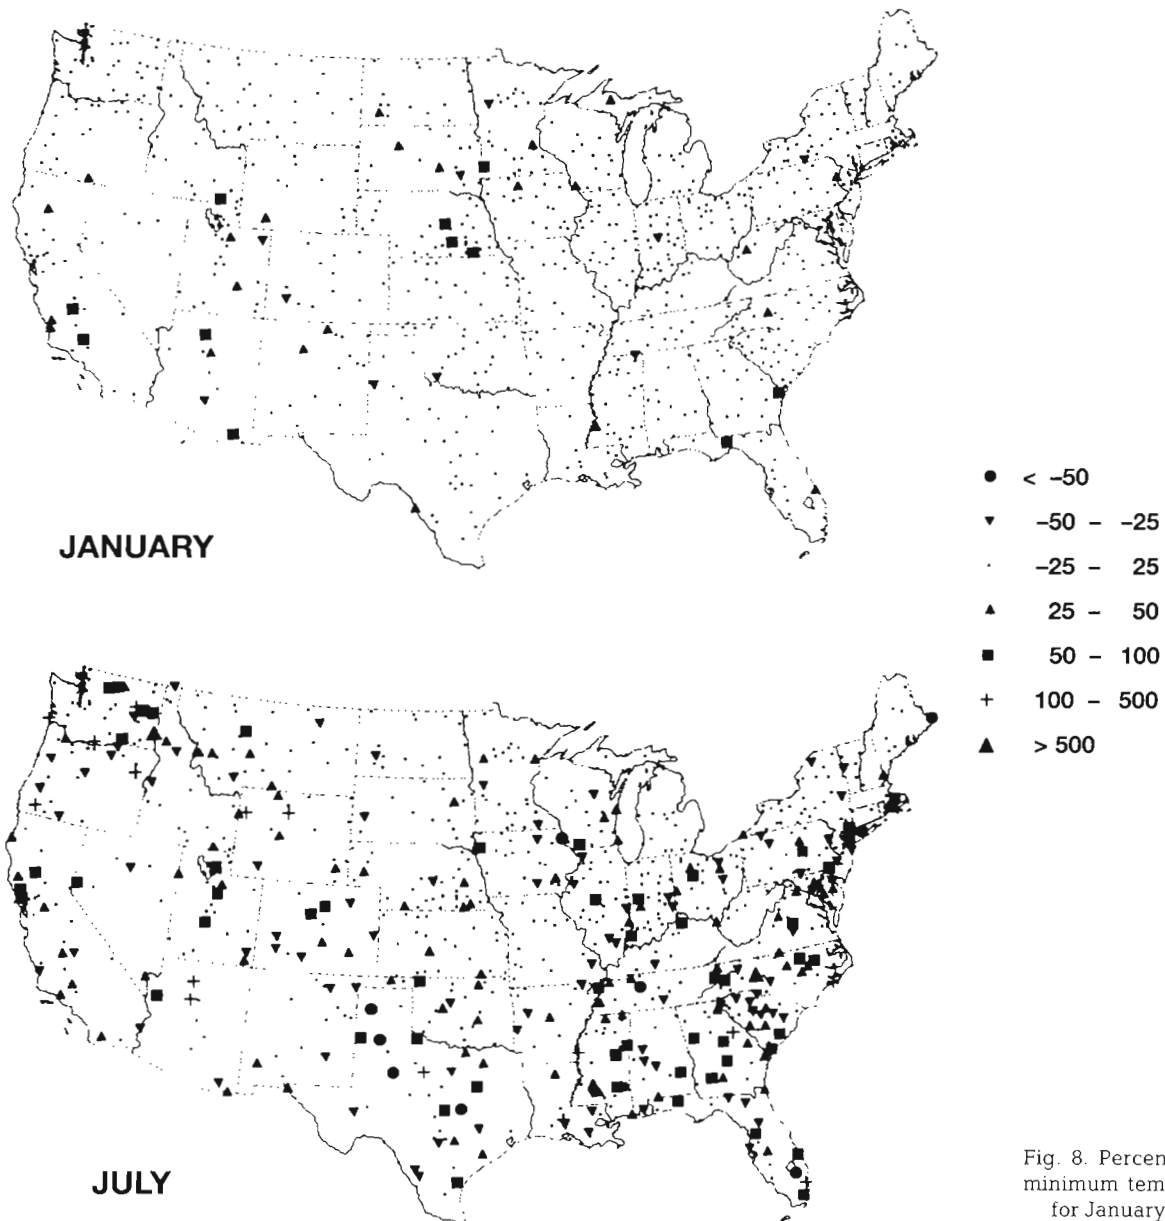 JANUARY
< –50
–50 – –25
–25 – 25
25 – 50
50 – 100
100 – 500
> 500
JULY
Fig. 8. Percen
minimum tem
for January